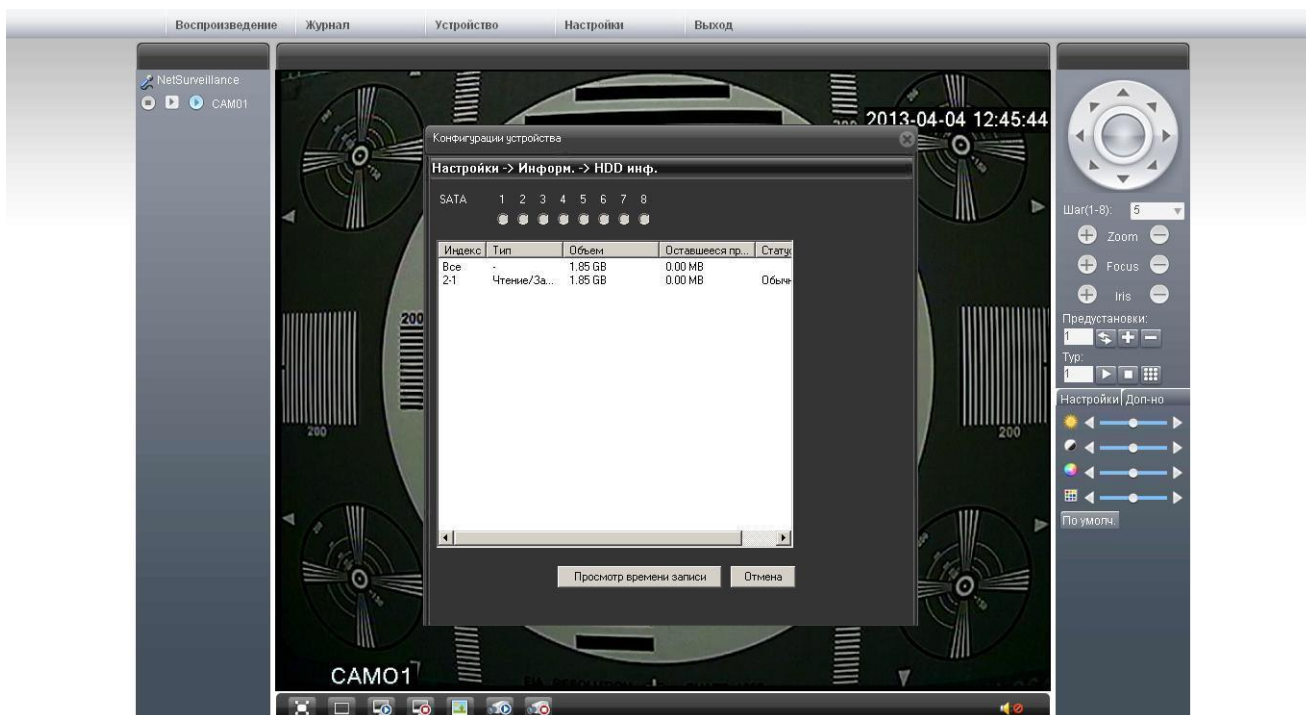 Воспроизведение Журнал Устройство Настройки Выход
NetSurveillance
CAM01
2013-04-04 12:45:44
Конфигурации устройства
Настройки -> Информ. -> HDD инф.
SATA 1 2 3 4 5 6 7 8
Индекс Тип Объем Оставшееся пр... Статус
Все - 1.85 GB 0.00 MB
2-1 Чтение/За... 1.85 GB 0.00 MB Обычн
Просмотр времени записи Отмена
200
200
200
CAM01
Шаг(1-8): 5
Zoom
Focus
Iris
Предустановки:
1
Тур:
1
Настройки Доп-но
По умолч.